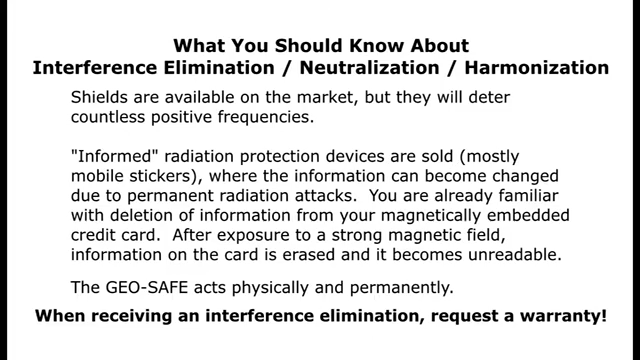 What You Should Know About
Interference Elimination / Neutralization / Harmonization
Shields are available on the market, but they will deter
countless positive frequencies.
"Informed" radiation protection devices are sold (mostly
mobile stickers), where the information can become changed
due to permanent radiation attacks.  You are already familiar
with deletion of information from your magnetically embedded
credit card.  After exposure to a strong magnetic field,
information on the card is erased and it becomes unreadable.
The GEO-SAFE acts physically and permanently.
When receiving an interference elimination, request a warranty!